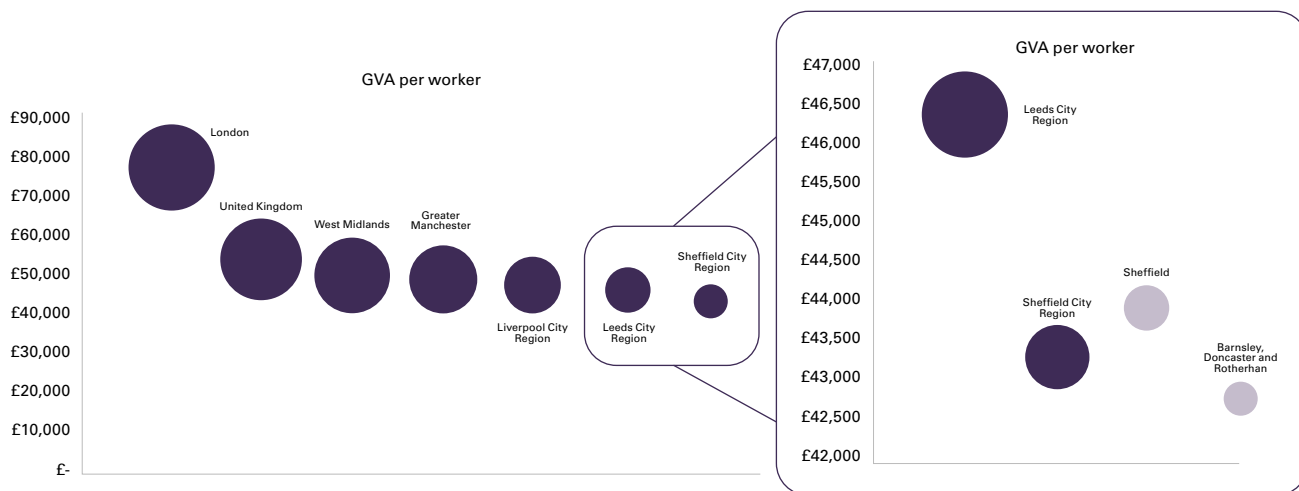 GVA per worker
£90,000
£80,000
£70,000
£60,000
£50,000
£40,000
£30,000
£20,000
£10,000
£-
London
United Kingdom
West Midlands
Greater
Manchester
Liverpool City
Region
Leeds City
Region
Sheffield City
Region
GVA per worker
£47,000
£46,500
£46,000
£45,500
£45,000
£44,500
£44,000
£43,500
£43,000
£42,500
£42,000
Leeds City
Region
Sheffield City
Region
Sheffield
Barnsley,
Doncaster and
Rotherhan